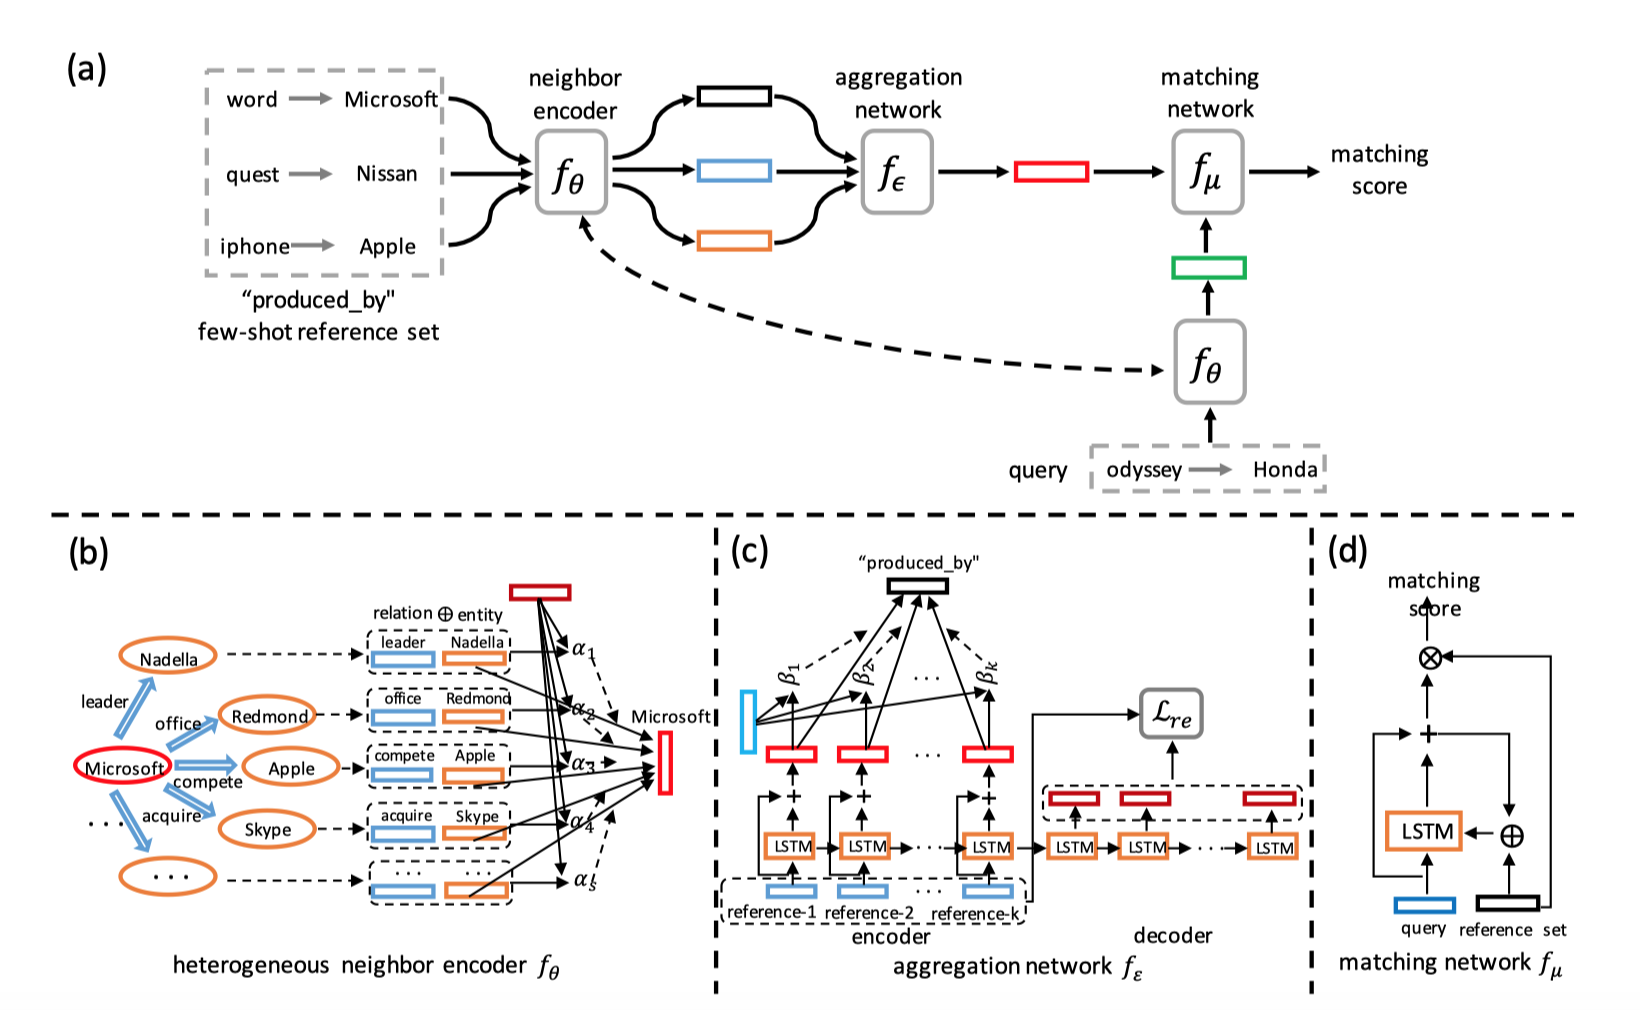 (a)
neighbor
encoder
aggregation
network
matching
network
word
Microsoft
quest
Nissan
iphone
Apple
fθ
fϵ
fμ
matching
score
“produced_by"
few-shot reference set
fθ
query
odyssey
Honda
(b)
relation ⊕ entity
Nadella
leader
office
Redmond
Microsoft
Apple
compete
acquire
Skype
· · ·
· · ·
leader
Nadella
office
Redmond
compete
Apple
acquire
Skype
· · ·
· · ·
α1
α2
α3
α4
α5
Microsoft
heterogeneous neighbor encoder fθ
(c)
“produced_by"
β1
β2
· · ·
βk
· · ·
+
+
+
LSTM
LSTM
· · ·
LSTM
LSTM
LSTM
· · ·
LSTM
ℒre
· · ·
reference-1
reference-2
reference-k
encoder
decoder
aggregation network fε
(d)
matching
score
⊗
+
LSTM
⊕
query
reference set
matching network fμ